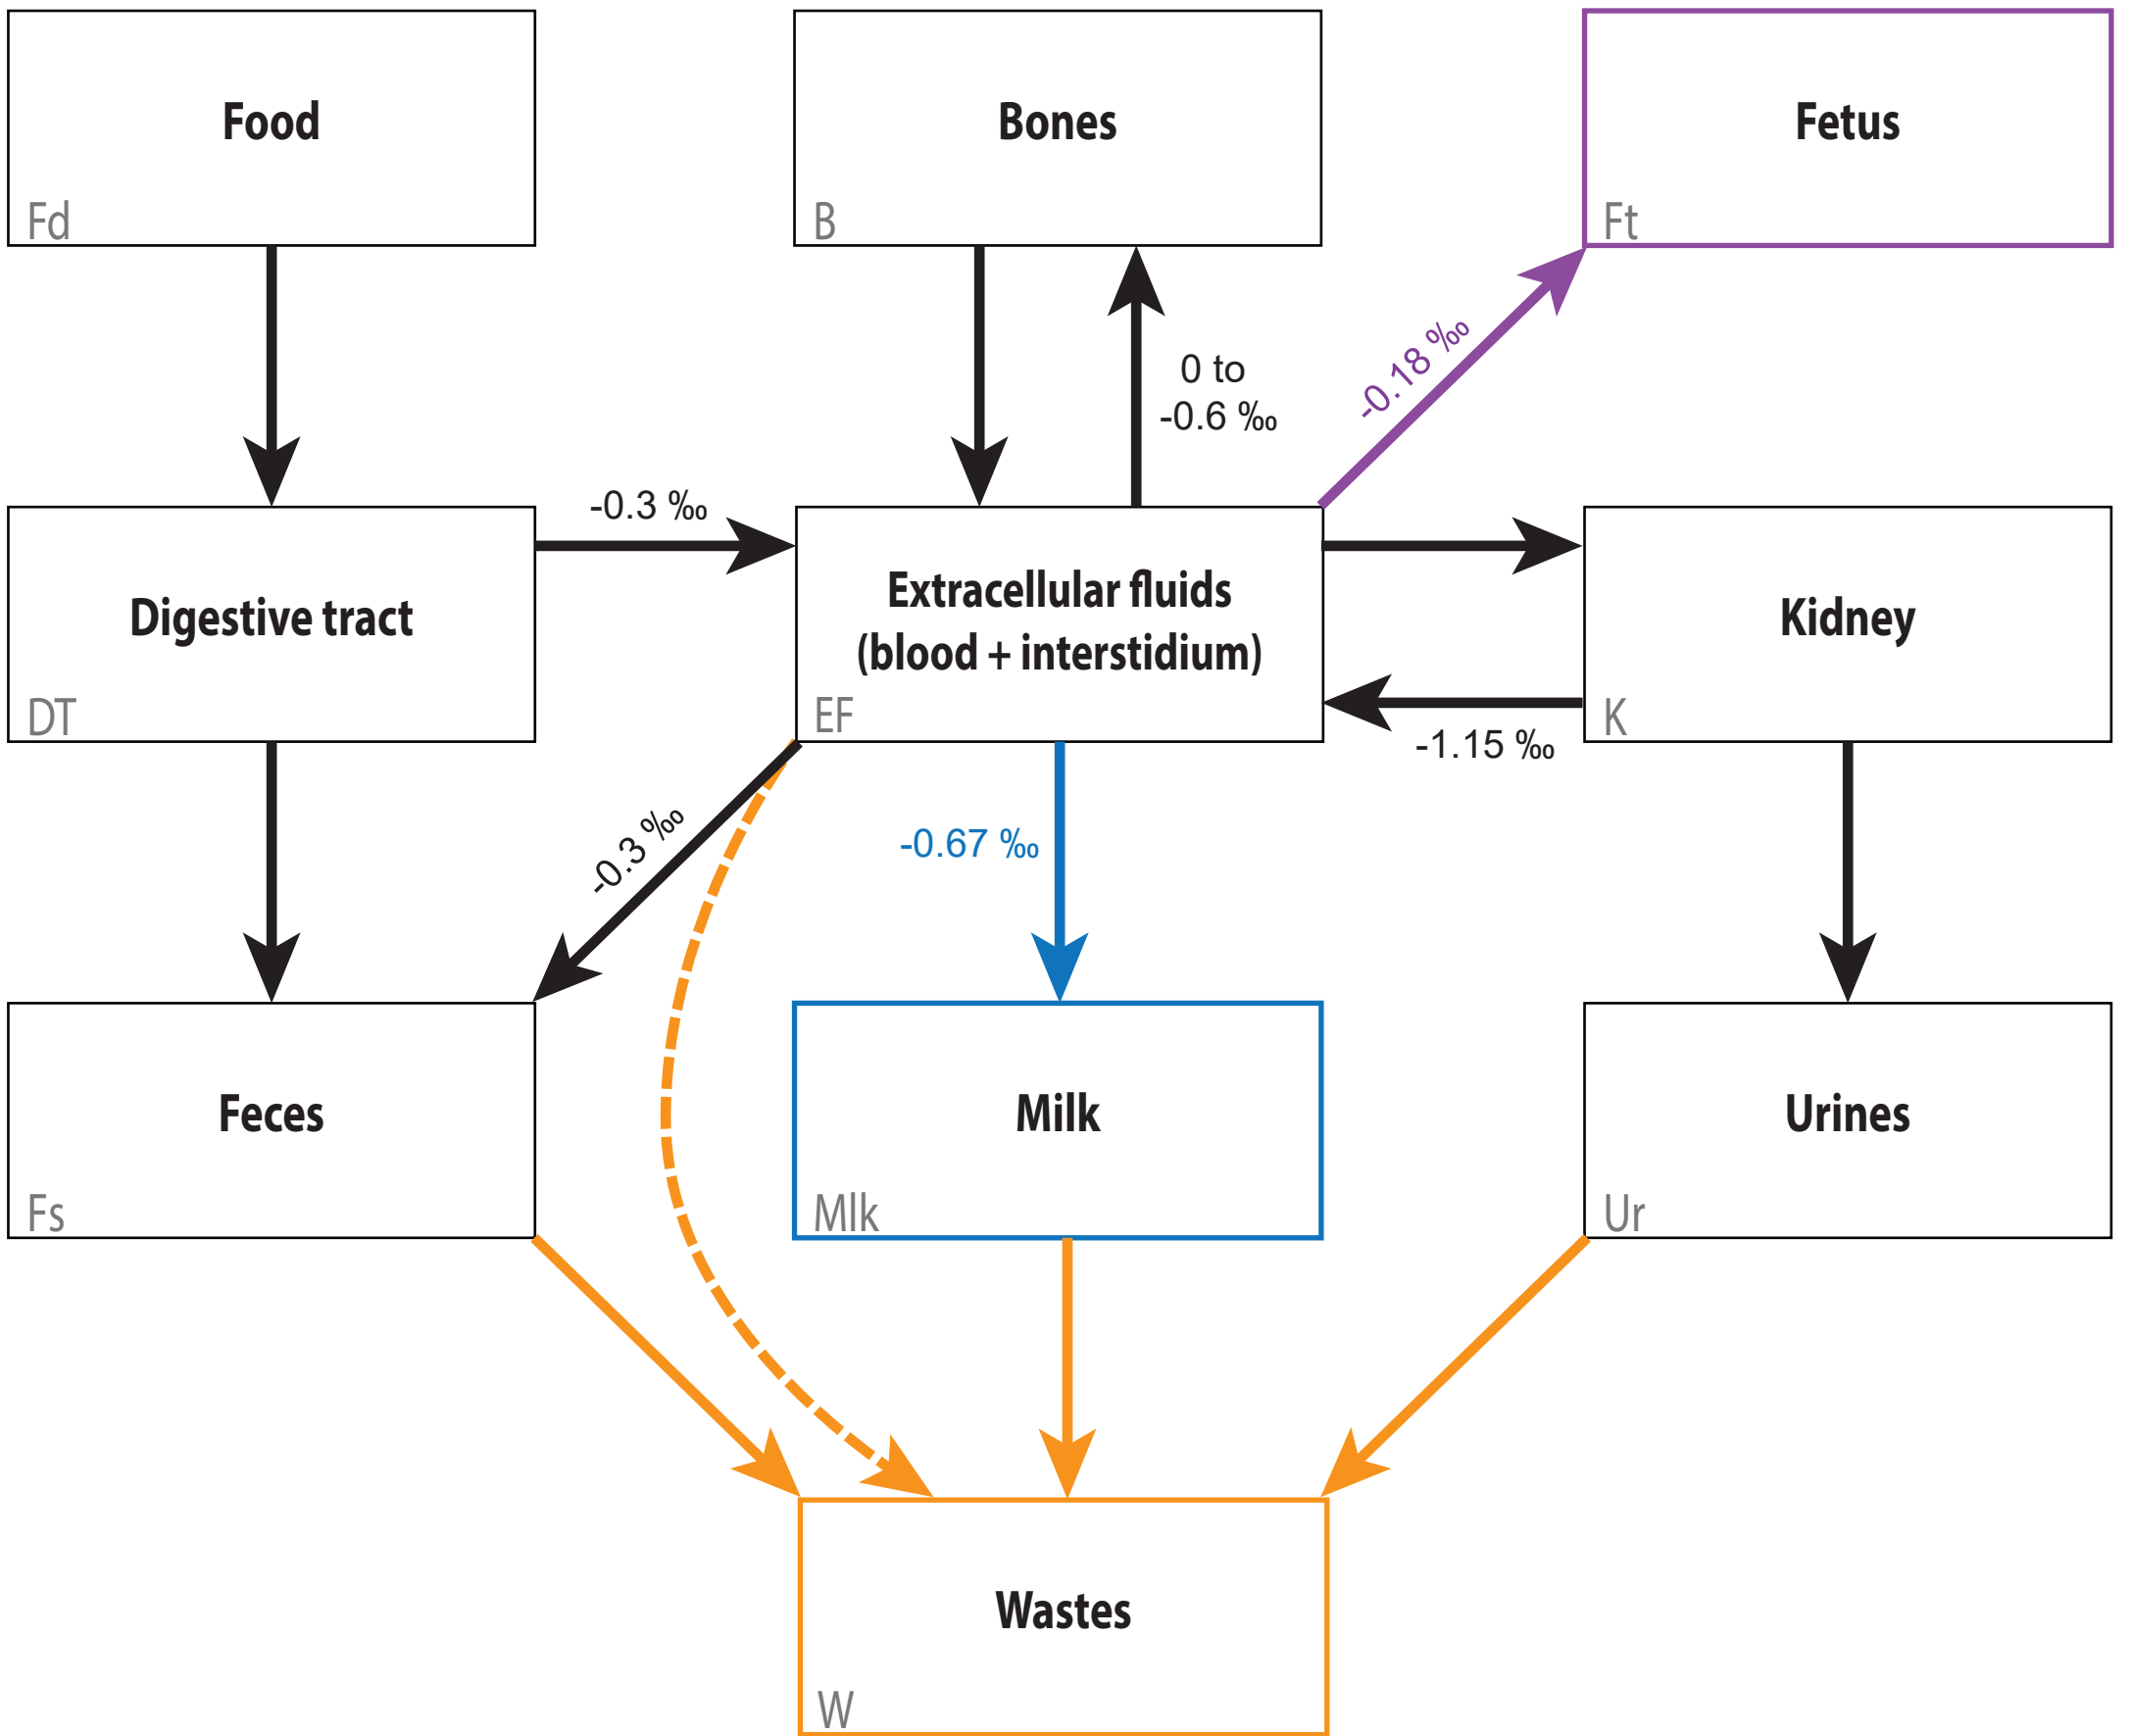 Food
Fd
Bones
B
Fetus
Ft
0 to
-0.6 ‰
-0.18 ‰
-0.3 ‰
Digestive tract
DT
Extracellular fluids
(blood + interstidium)
EF
Kidney
K
-1.15 ‰
-0.3 ‰
-0.67 ‰
Feces
Fs
Milk
Mlk
Urines
Ur
Wastes
W